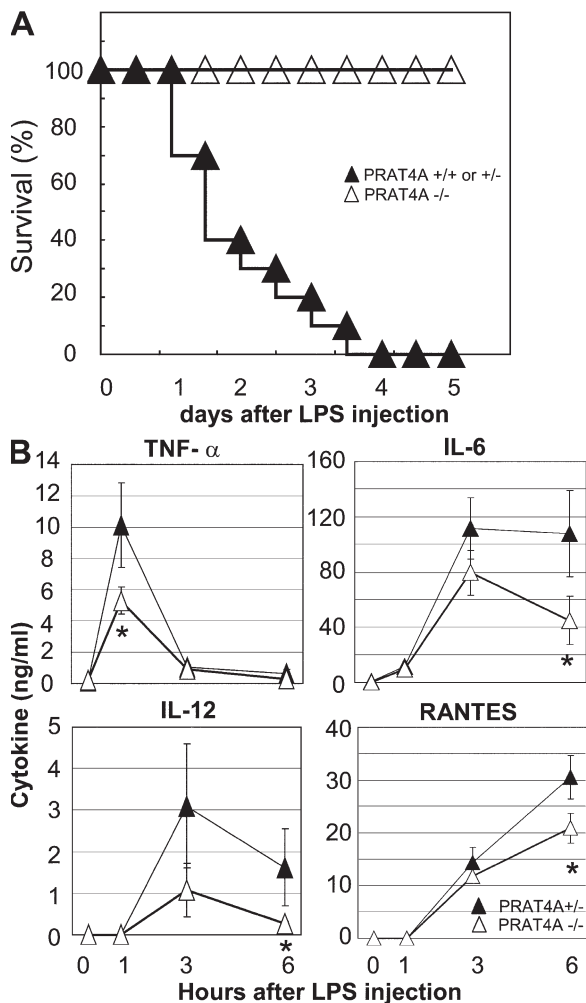 A
Survival (%)
100
80
60
40
20
0
PRAT4A +/+ or +/-
PRAT4A -/-
0 1 2 3 4 5
days after LPS injection
B
Cytokine (ng/ml)
TNF- α
14
12
10
8
6
4
2
0
*
IL-6
160
120
80
40
0
*
IL-12
5
4
3
2
1
0
*
0 1 3 6
RANTES
40
30
20
10
0
*
PRAT4A+/-
PRAT4A -/-
0 1 3 6
Hours after LPS injection